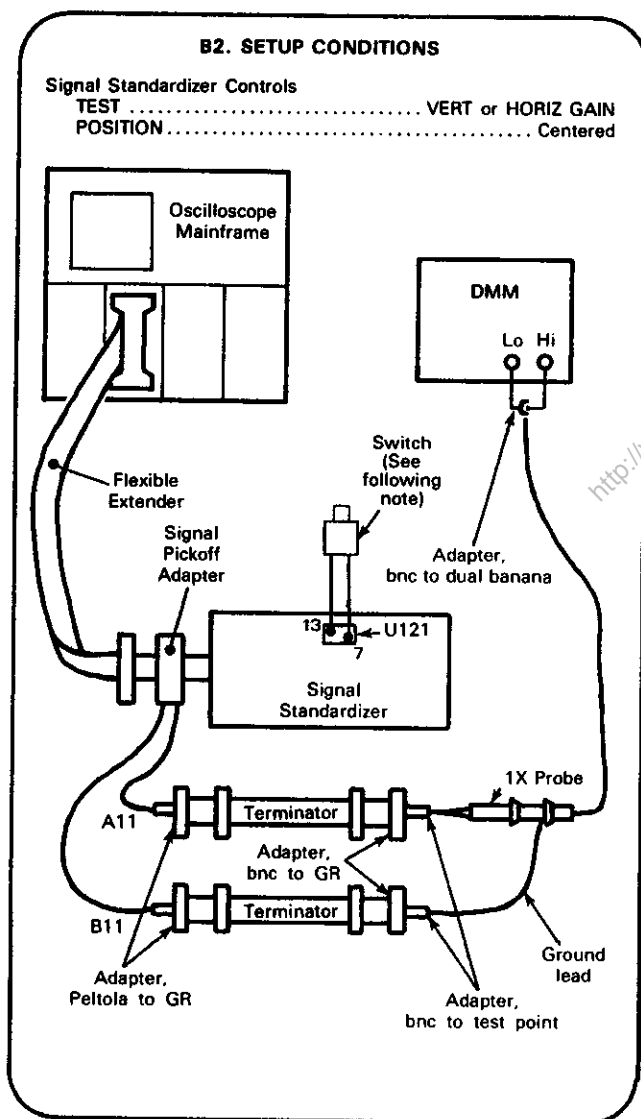 B2. SETUP CONDITIONS
Signal Standardizer Controls
TEST ................................ VERT or HORIZ GAIN
POSITION ........................................ Centered
Oscilloscope
Mainframe
DMM
Lo Hi
Switch
(See
following
note)
http://
Flexible
Extender
Signal
Pickoff
Adapter
Adapter,
bnc to dual banana
13
U121
7
Signal
Standardizer
1X Probe
A11
Terminator
Adapter,
bnc to GR
B11
Terminator
Adapter,
Peltola to GR
Ground
lead
Adapter,
bnc to test point